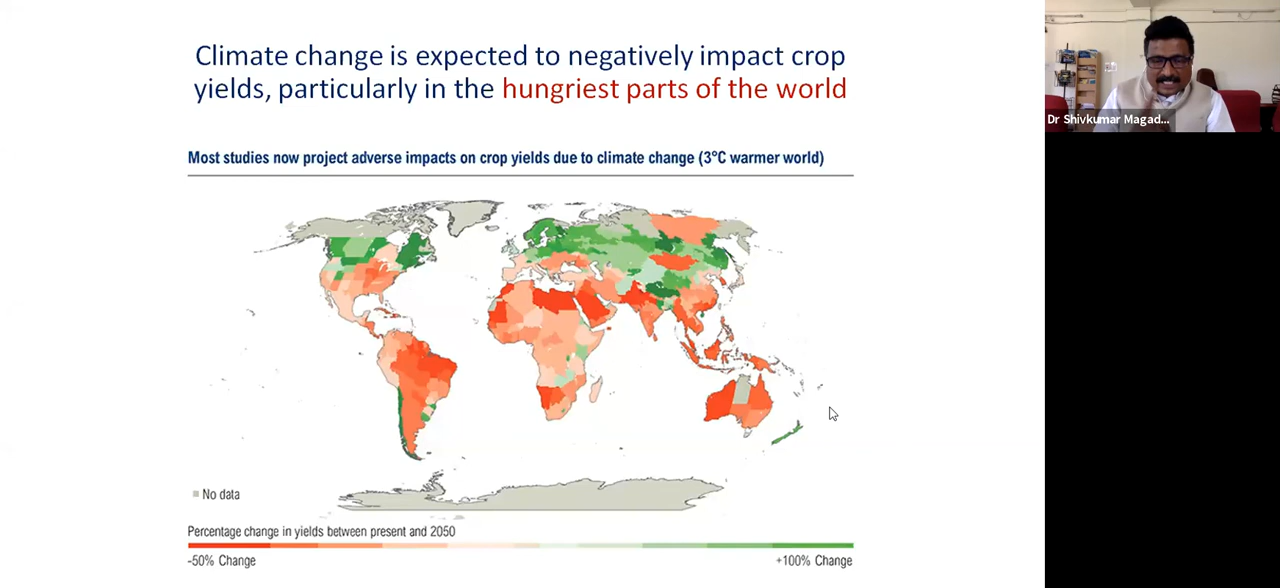 Climate change is expected to negatively impact crop
yields, particularly in the hungriest parts of the world
Dr Shivkumar Magad...
Most studies now project adverse impacts on crop yields due to climate change (3°C warmer world)
No data
Percentage change in yields between present and 2050
-50% Change
+100% Change